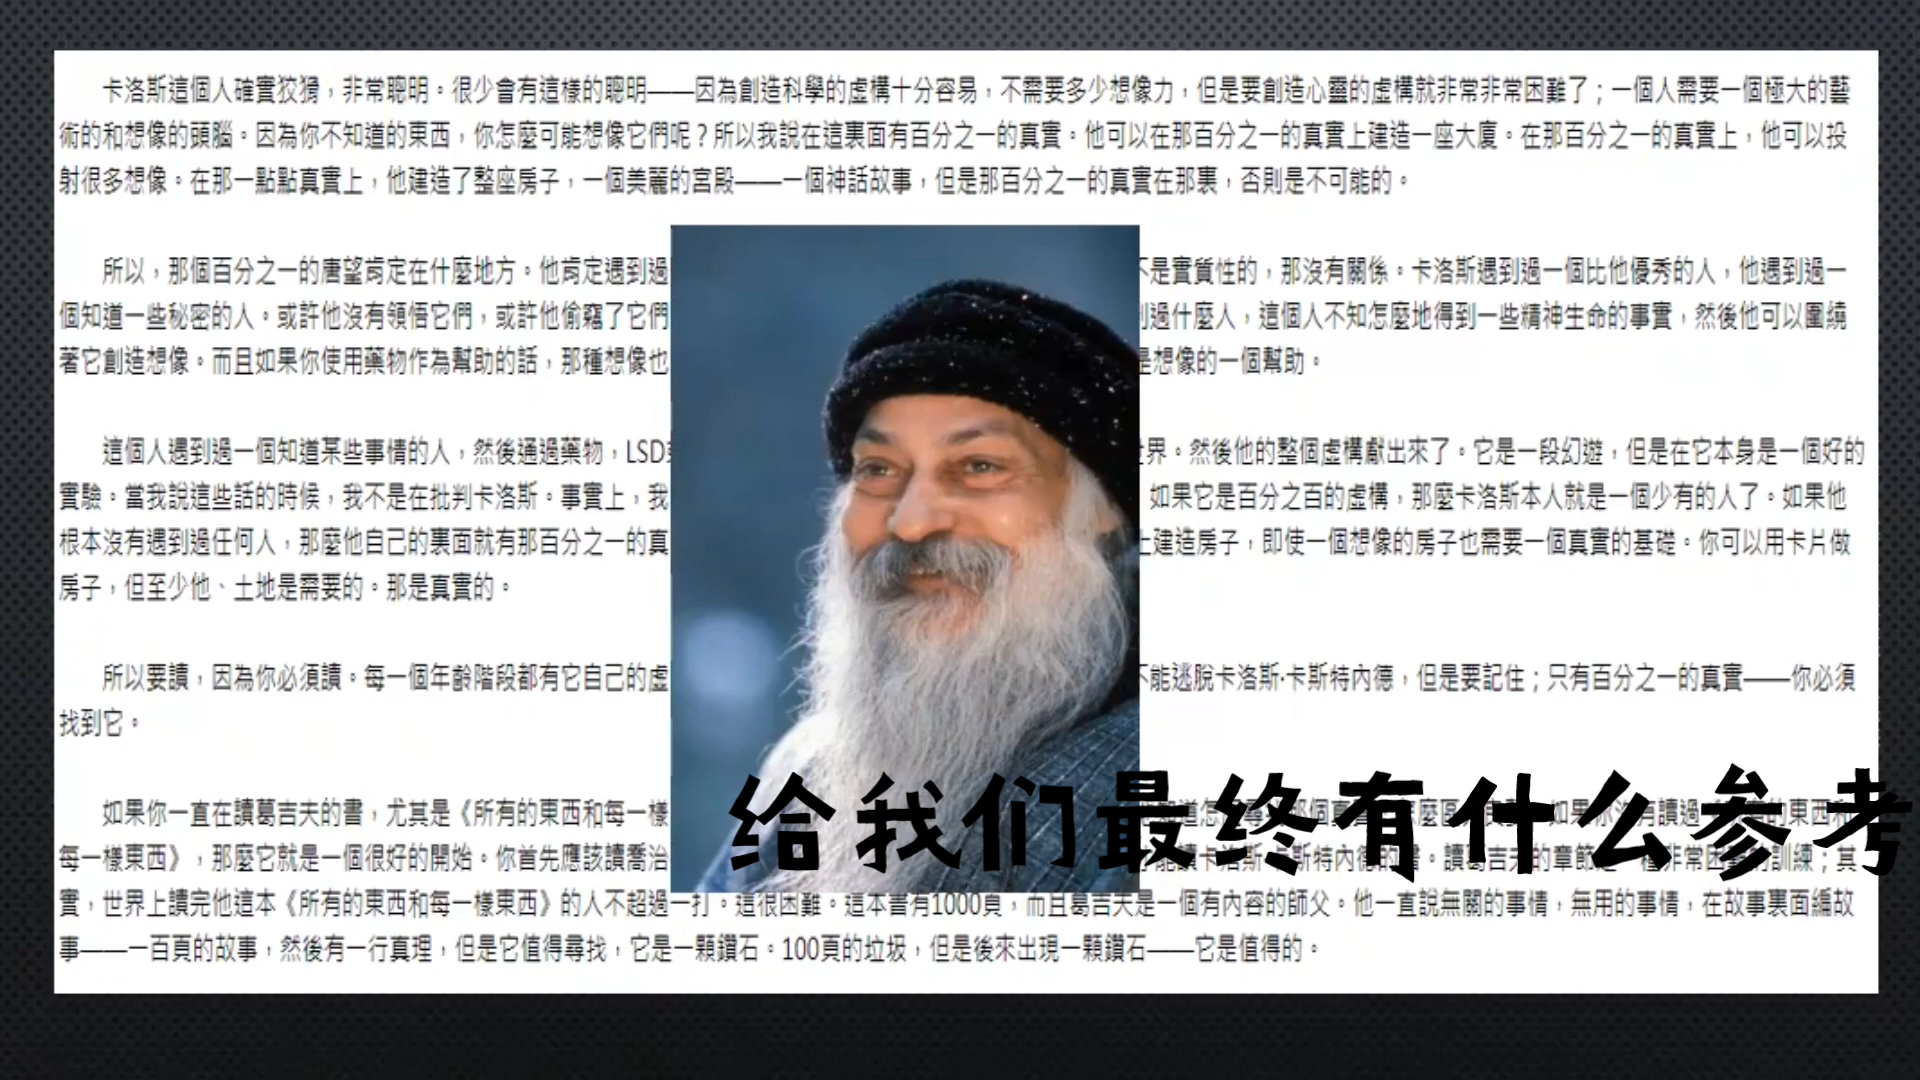 卡洛斯這個人確實狡猾，非常聰明。很少會有這樣的聰明——因為創造科學的虛構十分容易，不需要多少想像力，但是要創造心靈的虛構就非常非常困難了；一個人需要一個極大的藝
術的和想像的頭腦。因為你不知道的東西，你怎麼可能想像它們呢？所以我說在這裏面有百分之一的真實。他可以在那百分之一的真實上建造一座大廈。在那百分之一的真實上，他可以投
射很多想像。在那一點點真實上，他建造了整座房子，一個美麗的宮殿——一個神話故事，但是那百分之一的真實在那裏，否則是不可能的。
所以，那個百分之一的唐望肯定在什麼地方。他肯定遇到過 不是實質性的，那沒有關係。卡洛斯遇到過一個比他優秀的人，他遇到過一
個知道一些秘密的人。或許他沒有領悟它們，或許他偷竊了它們 過什麼人，這個人不知怎麼地得到一些精神生命的事實，然後他可以圍繞
著它創造想像。而且如果你使用藥物作為幫助的話，那種想像也 是想像的一個幫助。
這個人遇到過一個知道某些事情的人，然後通過藥物，LSD 世界。然後他的整個虛構獻出來了。它是一段幻遊，但是在它本身是一個好的
實驗。當我說這些話的時候，我不是在批判卡洛斯。事實上，我 如果它是百分之百的虛構，那麼卡洛斯本人就是一個少有的人了。如果他
根本沒有遇到過任何人，那麼他自己的裏面就有那百分之一的真 上建造房子，即使一個想像的房子也需要一個真實的基礎。你可以用卡片做
房子，但至少他、土地是需要的。那是真實的。
所以要讀，因為你必須讀。每一個年齡階段都有它自己的虛 不能逃脫卡洛斯·卡斯特內德，但是要記住；只有百分之一的真實——你必須
找到它。
如果你一直在讀葛吉夫的書，尤其是《所有的東西和每一樣
每一樣東西》，那麼它就是一個很好的開始。你首先應該讀喬治 書。讀葛吉夫的章節 訓練；其
給我们最终有什么参考
實，世界上讀完他這本《所有的東西和每一樣東西》的人不超過一打。這很困難。這本書有1000頁，而且葛吉夫是一個有內容的師父。他一直說無關的事情，無用的事情，在故事裏面編故
事——一百頁的故事，然後有一行真理，但是它值得尋找，它是一顆鑽石。100頁的垃圾，但是後來出現一顆鑽石——它是值得的。